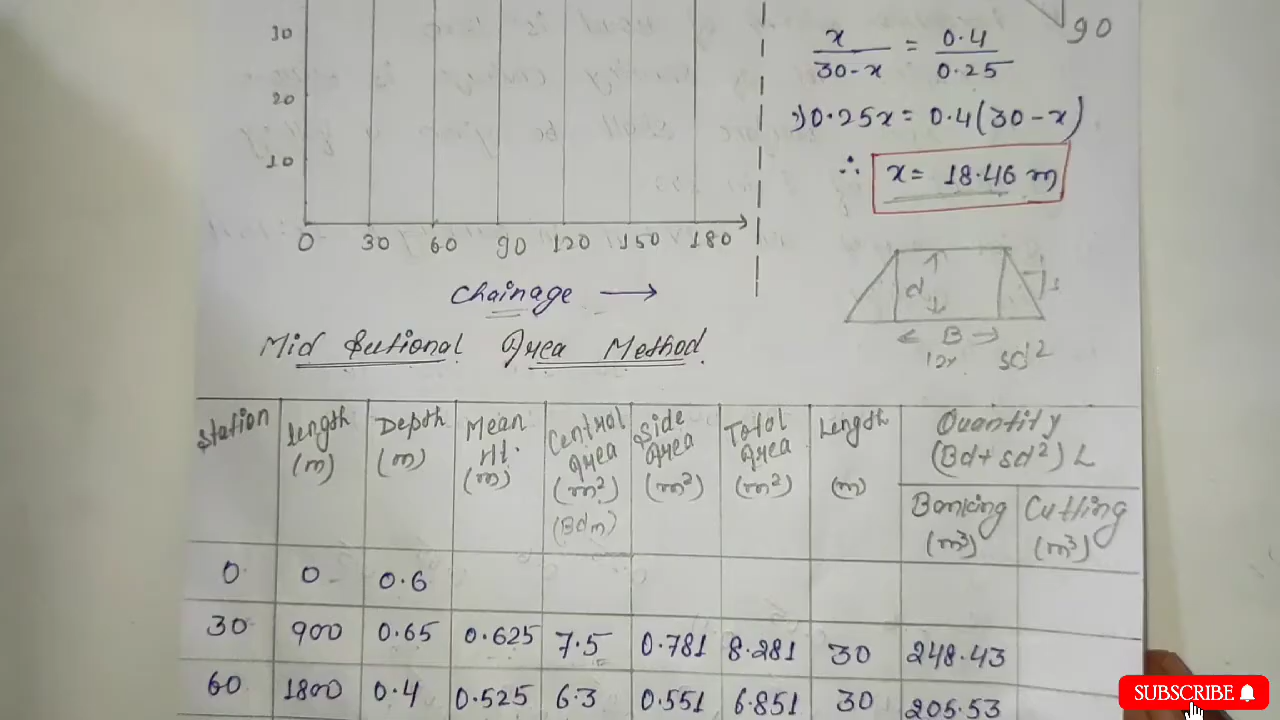 30
20
10
0 30 60 90 120 150 180
Chainage →
90
x / 30-x = 0.4 / 0.25
0.25x = 0.4(30-x)
∴ x = 18.46 m
d
B
12m sd²
Mid Sectional Area Method
Station
Length (m)
Depth (m)
Mean Ht. (m)
Central Area (m²) (Bdm)
Side Area (m²)
Total Area (m²)
Length (m)
Quantity (Bd+sd²) L
Banking (m³)
Cutting (m³)
0 0 0.6
30 900 0.65 0.625 7.5 0.781 8.281 30 248.43
60 1800 0.4 0.525 6.3 0.551 6.851 30 205.53
SUBSCRIBE